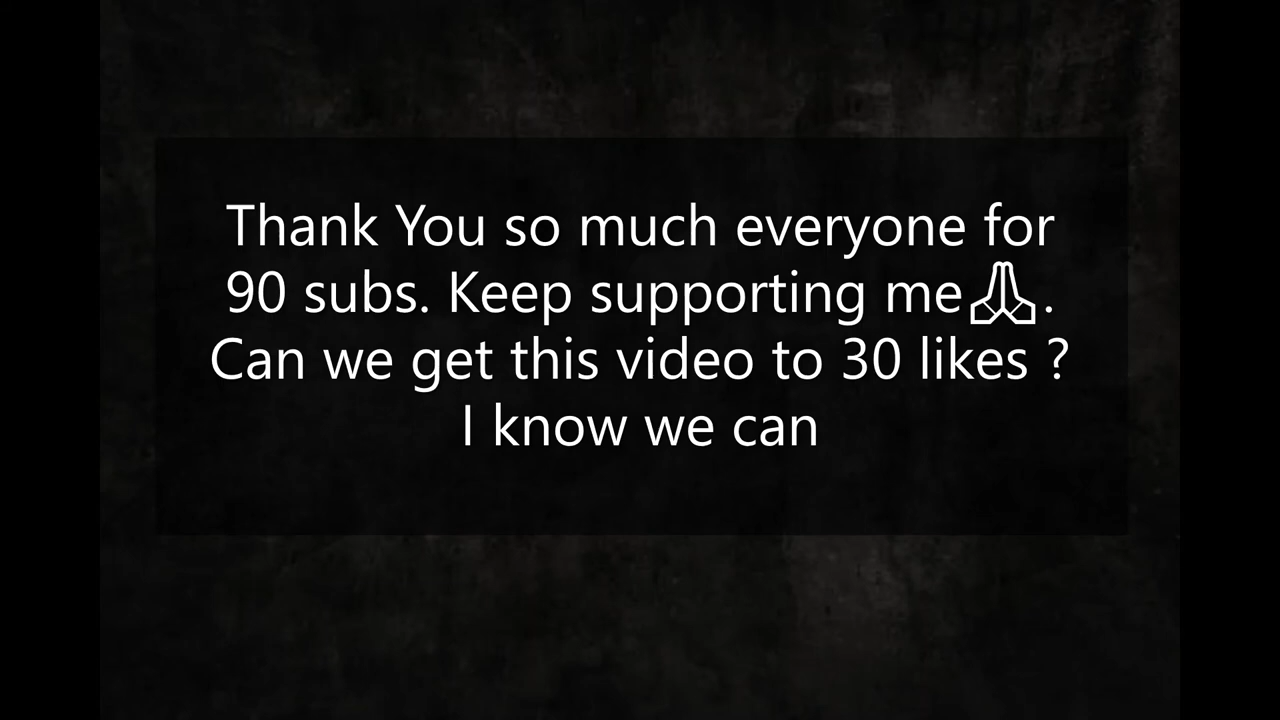 Thank You so much everyone for
90 subs. Keep supporting me🙏.
Can we get this video to 30 likes ?
I know we can